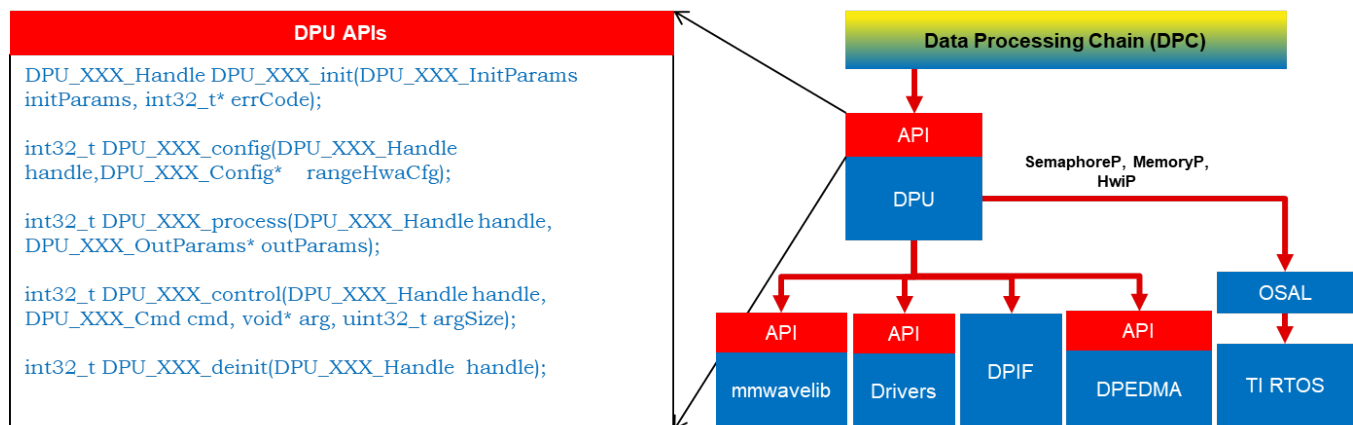 DPU APIs
DPU_XXX_Handle DPU_XXX_init(DPU_XXX_InitParams
initParams, int32_t* errCode);
int32_t DPU_XXX_config(DPU_XXX_Handle
handle,DPU_XXX_Config* rangeHwaCfg);
int32_t DPU_XXX_process(DPU_XXX_Handle handle,
DPU_XXX_OutParams* outParams);
int32_t DPU_XXX_control(DPU_XXX_Handle handle,
DPU_XXX_Cmd cmd, void* arg, uint32_t argSize);
int32_t DPU_XXX_deinit(DPU_XXX_Handle handle);
Data Processing Chain (DPC)
API
DPU
SemaphoreP, MemoryP,
HwiP
OSAL
TI RTOS
API
mmwavelib
API
Drivers
DPIF
API
DPEDMA